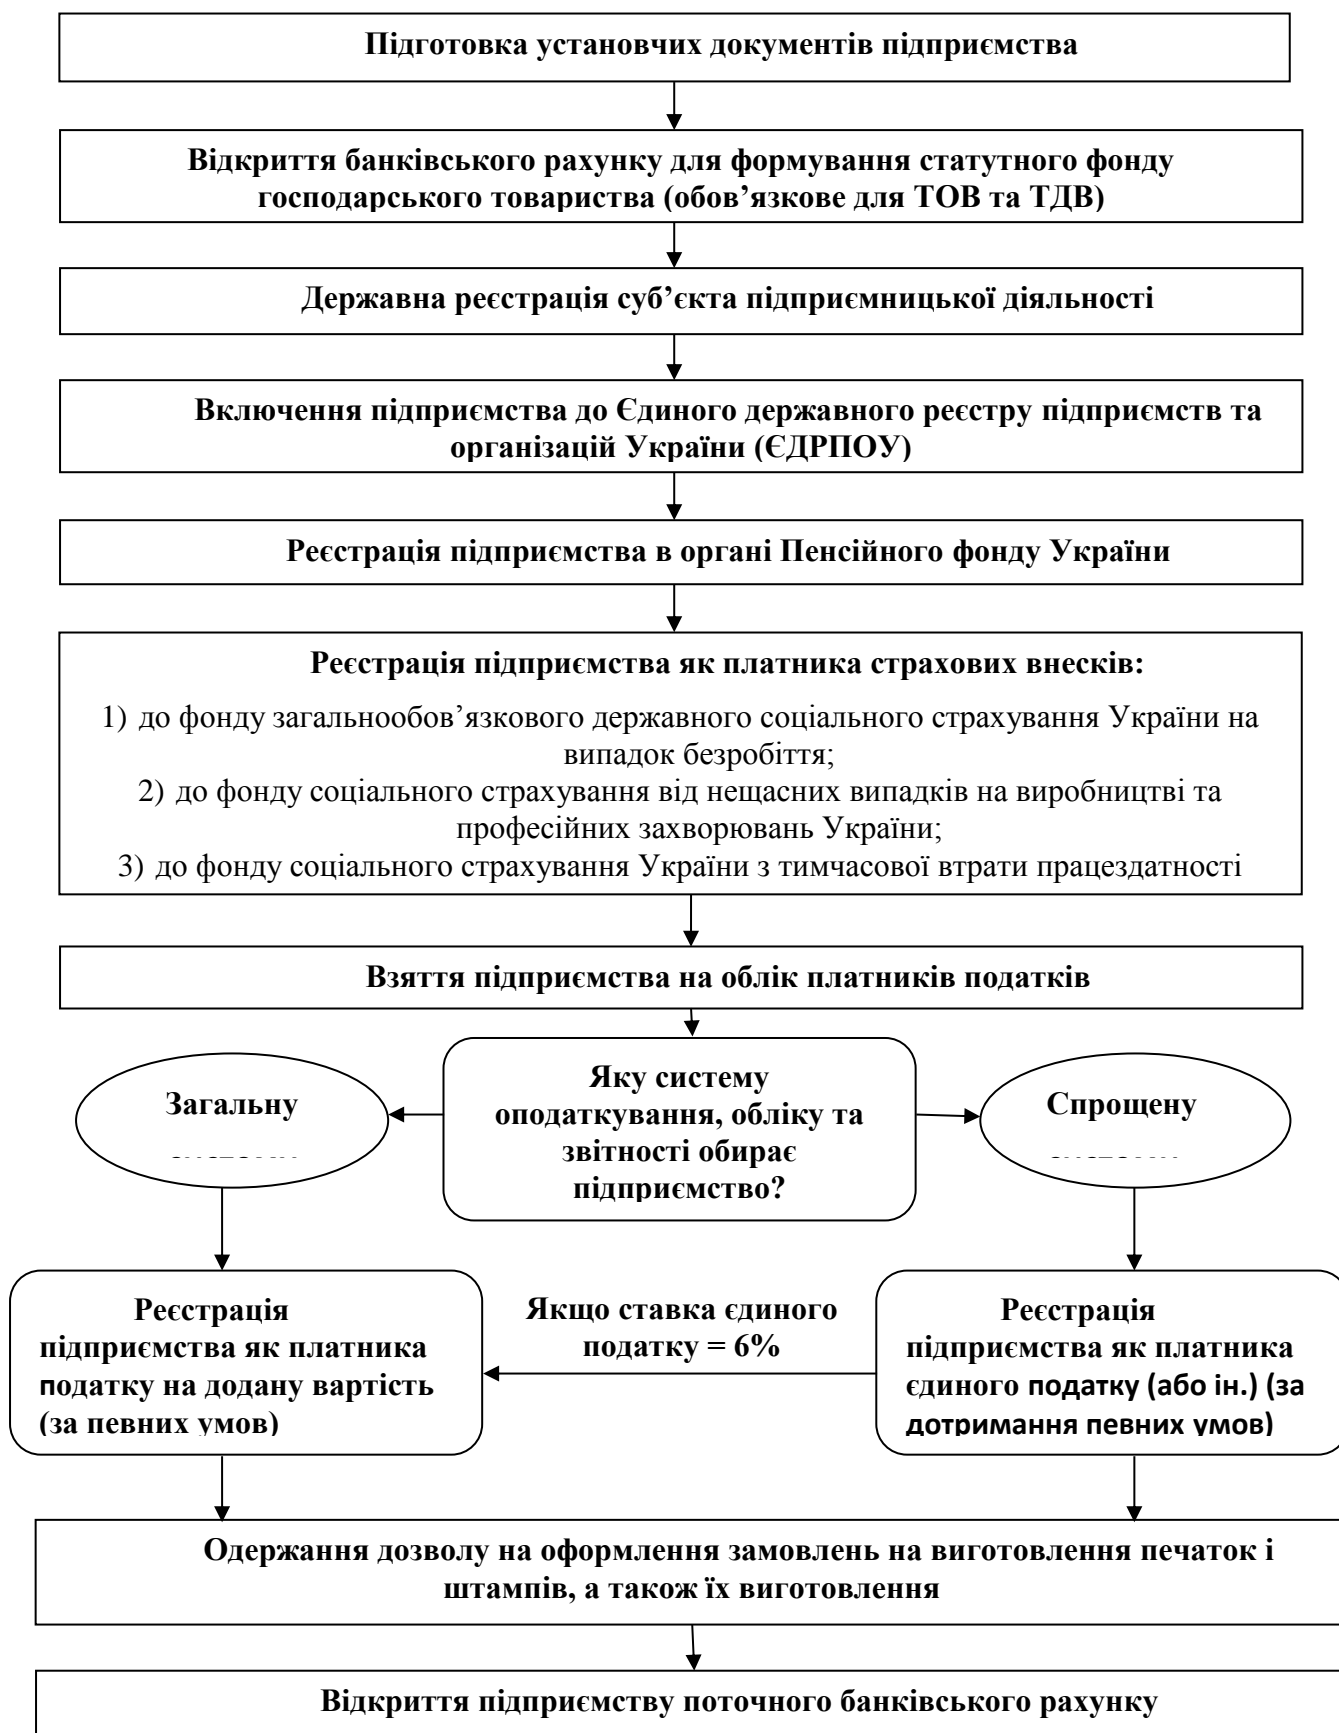 Підготовка установчих документів підприємства
Відкриття банківського рахунку для формування статутного фонду
господарського товариства (обов’язкове для ТОВ та ТДВ)
Державна реєстрація суб’єкта підприємницької діяльності
Включення підприємства до Єдиного державного реєстру підприємств та
організацій України (ЄДРПОУ)
Реєстрація підприємства в органі Пенсійного фонду України
Реєстрація підприємства як платника страхових внесків:
1) до фонду загальнообов’язкового державного соціального страхування України на
випадок безробіття;
2) до фонду соціального страхування від нещасних випадків на виробництві та
професійних захворювань України;
3) до фонду соціального страхування України з тимчасової втрати працездатності
Взяття підприємства на облік платників податків
Яку систему
оподаткування, обліку та
звітності обирає
підприємство?
Загальну
Спрощену
Реєстрація
підприємства як платника
податку на додану вартість
(за певних умов)
Якщо ставка єдиного
податку = 6%
Реєстрація
підприємства як платника
єдиного податку (або ін.) (за
дотримання певних умов)
Одержання дозволу на оформлення замовлень на виготовлення печаток і
штампів, а також їх виготовлення
Відкриття підприємству поточного банківського рахунку